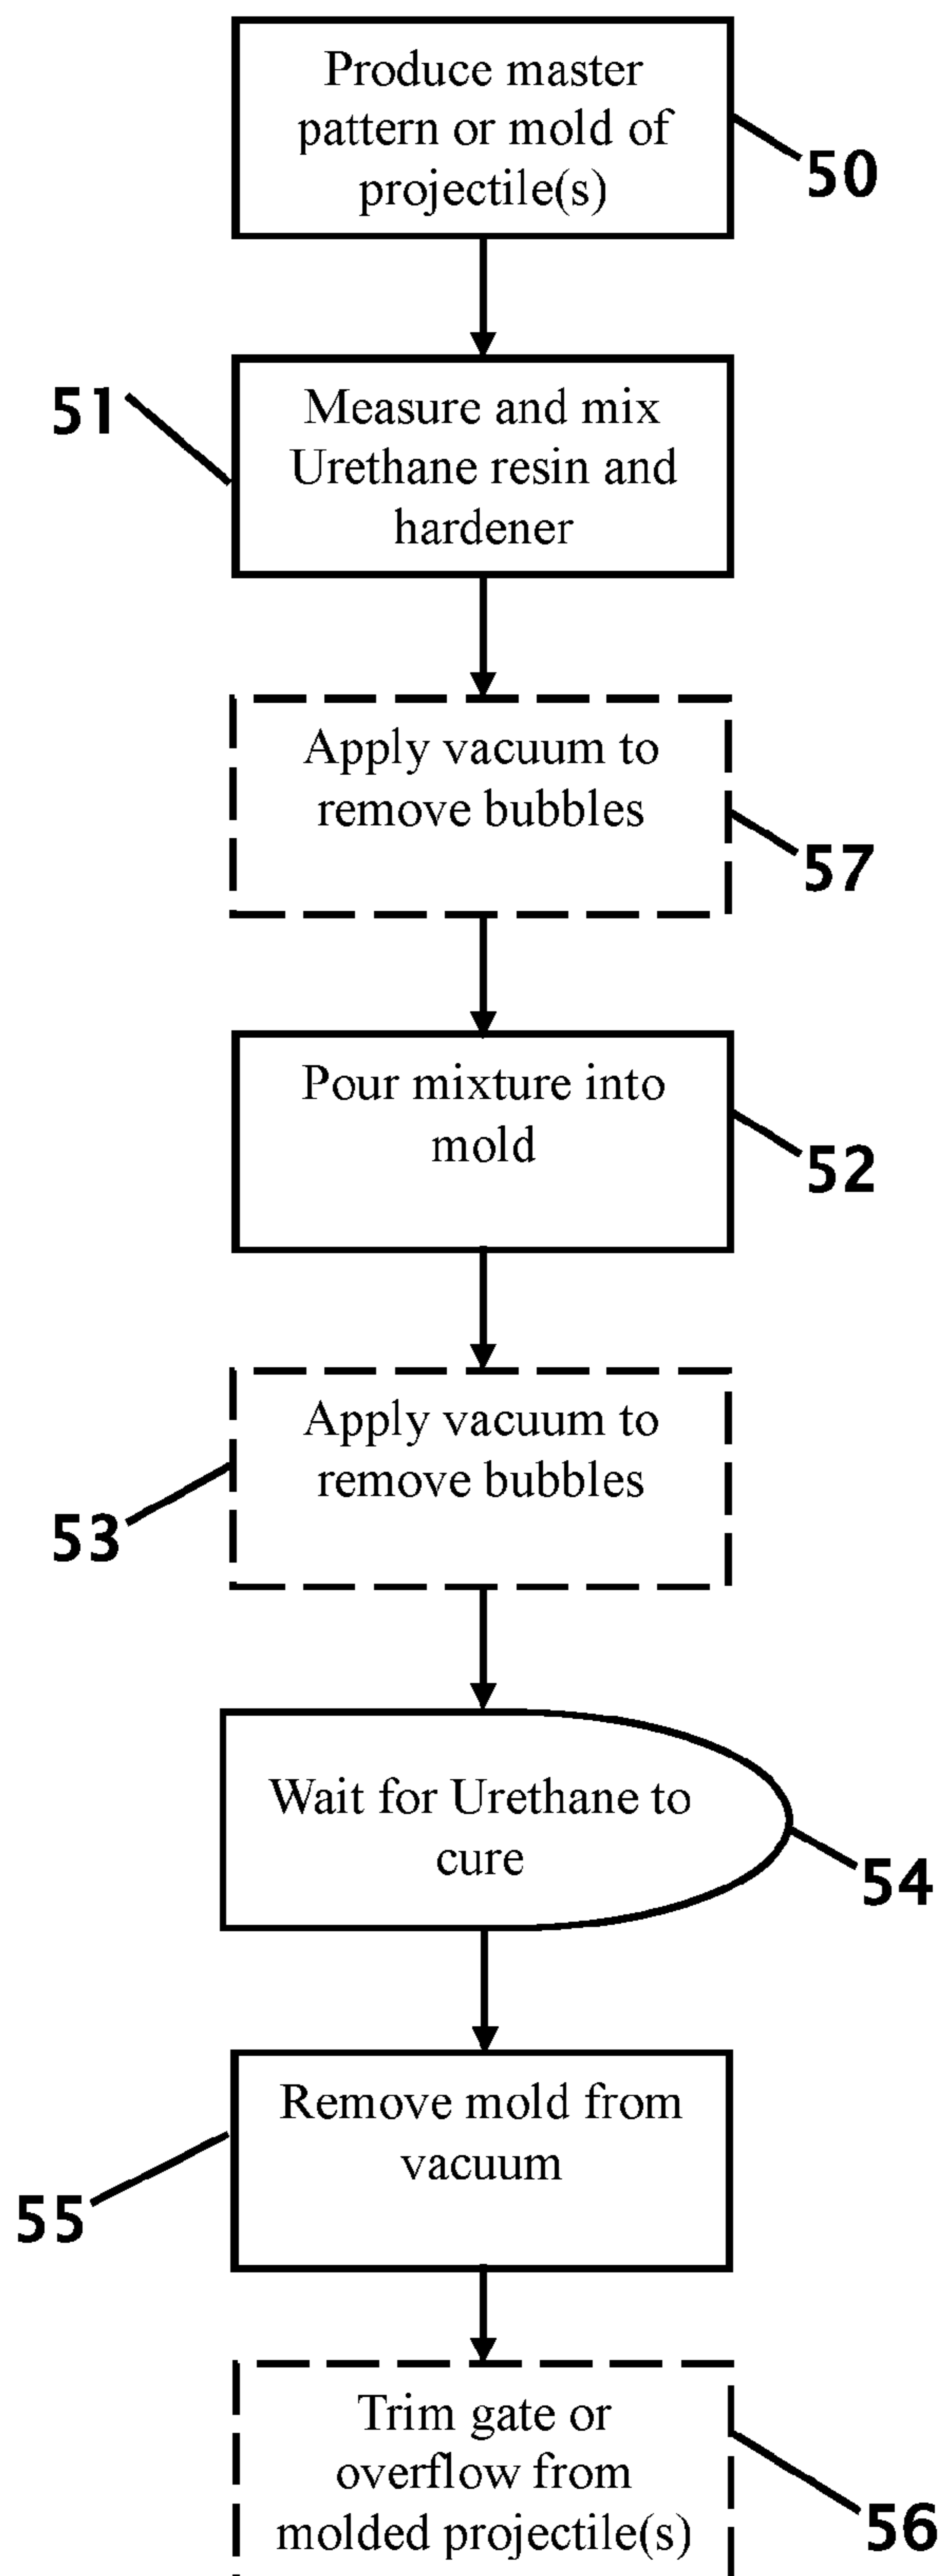 Produce master
pattern or mold of
projectile(s)
50
51
Measure and mix
Urethane resin and
hardener
Apply vacuum to
remove bubbles
57
Pour mixture into
mold
52
Apply vacuum to
remove bubbles
53
Wait for Urethane to
cure
54
Remove mold from
vacuum
55
Trim gate or
overflow from
molded projectile(s)
56